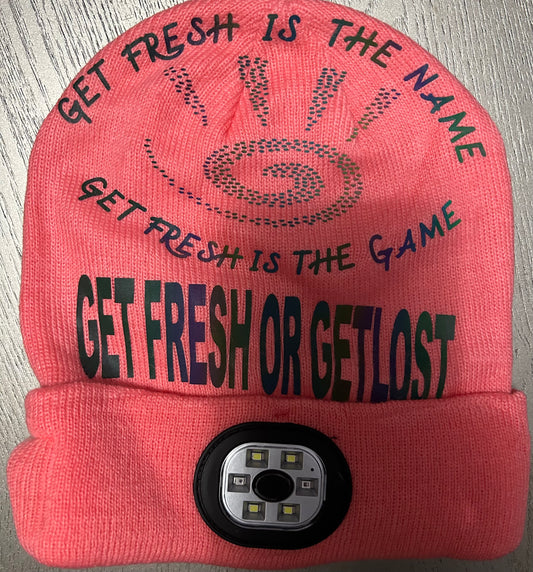 GET FRESH IS THE NAME
GET FRESH IS THE GAME
GET FRESH OR GETLOST